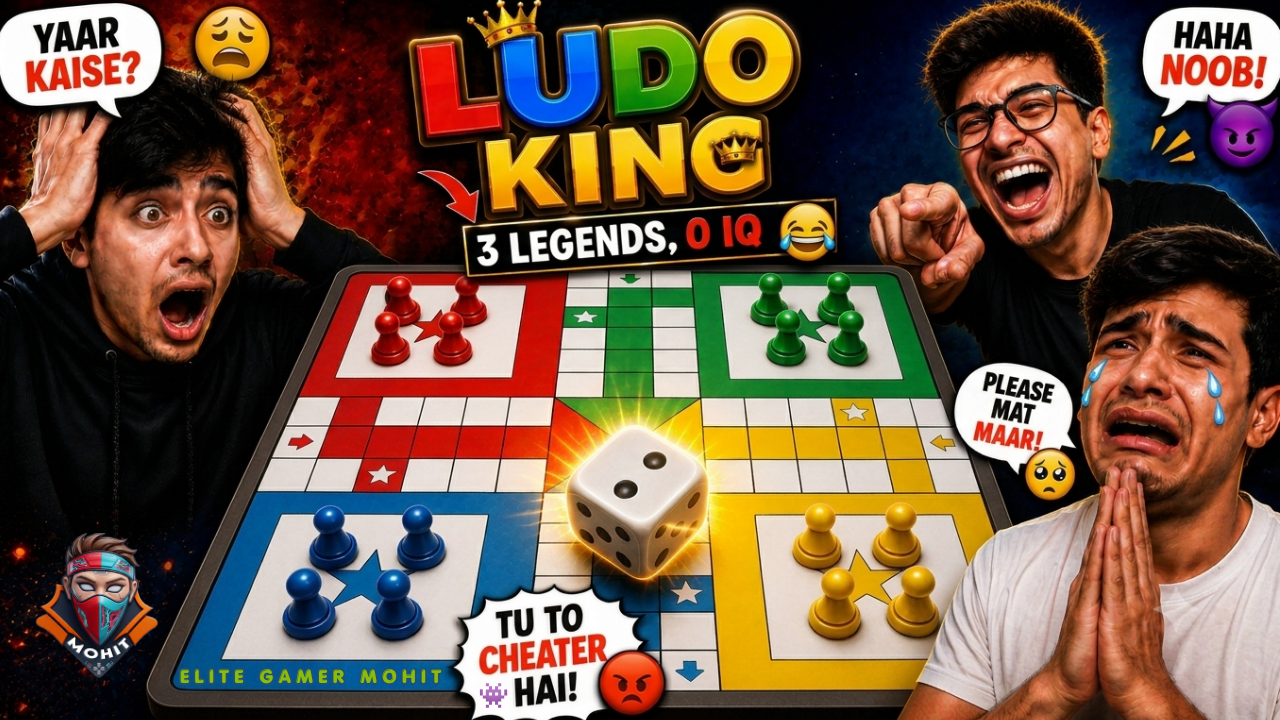 YAAR
KAISE?
LUDO
KING
3 LEGENDS, 0 IQ
HAHA
NOOB!
PLEASE
MAT
MAAR!
TU TO
CHEATER
HAI!
MOHIT
ELITE GAMER MOHIT